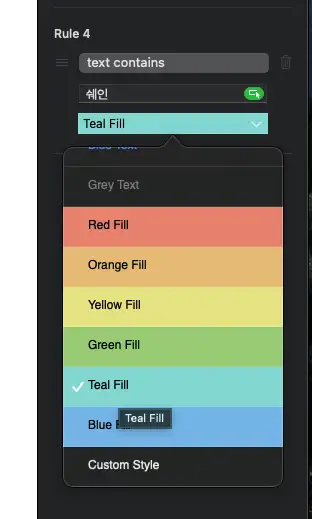 Rule 4
text contains
쉐인
Teal Fill
Blue Text
Grey Text
Red Fill
Orange Fill
Yellow Fill
Green Fill
Teal Fill
Blue F
Teal Fill
Custom Style